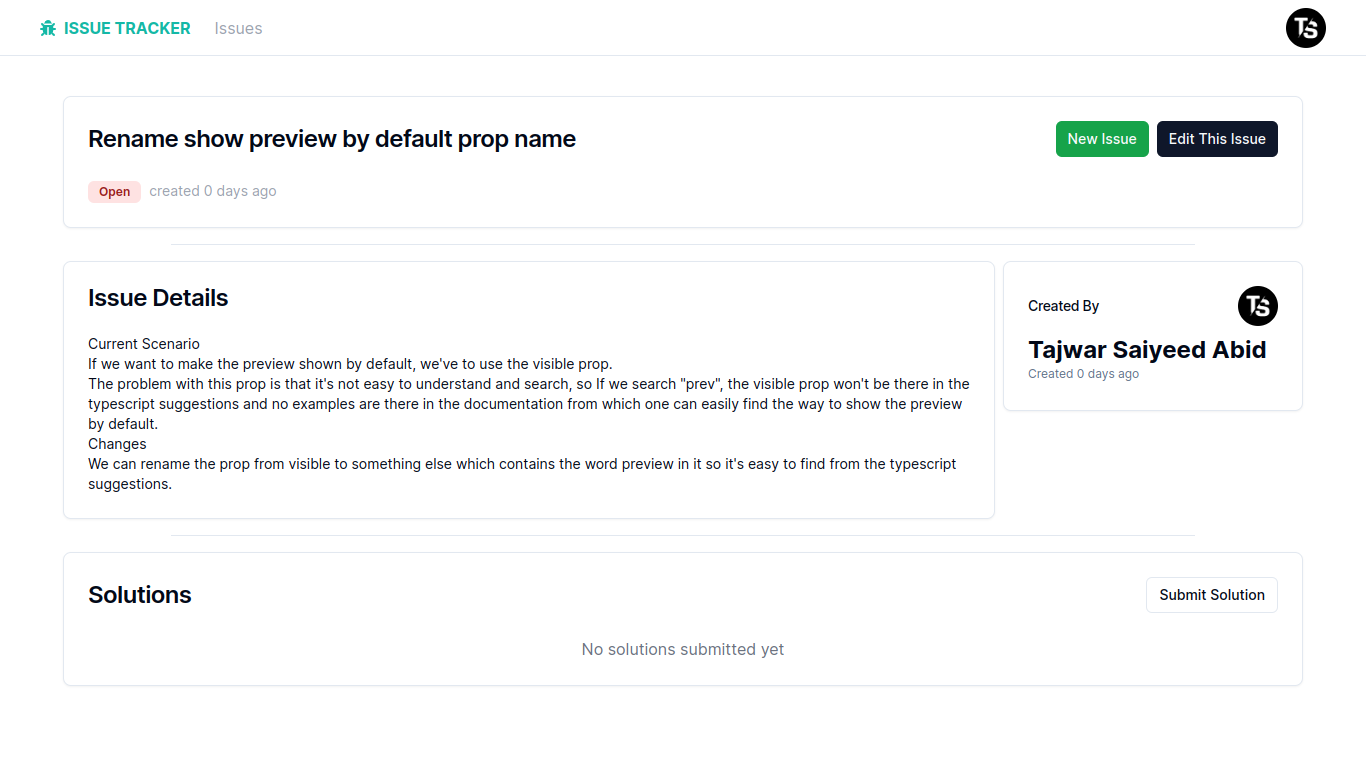 ISSUE TRACKER Issues TS
Rename show preview by default prop name New Issue Edit This Issue
Open created 0 days ago
Issue Details
Current Scenario
If we want to make the preview shown by default, we've to use the visible prop.
The problem with this prop is that it's not easy to understand and search, so If we search "prev", the visible prop won't be there in the
typescript suggestions and no examples are there in the documentation from which one can easily find the way to show the preview
by default.
Changes
We can rename the prop from visible to something else which contains the word preview in it so it's easy to find from the typescript
suggestions.
Created By TS
Tajwar Saiyeed Abid
Created 0 days ago
Solutions Submit Solution
No solutions submitted yet